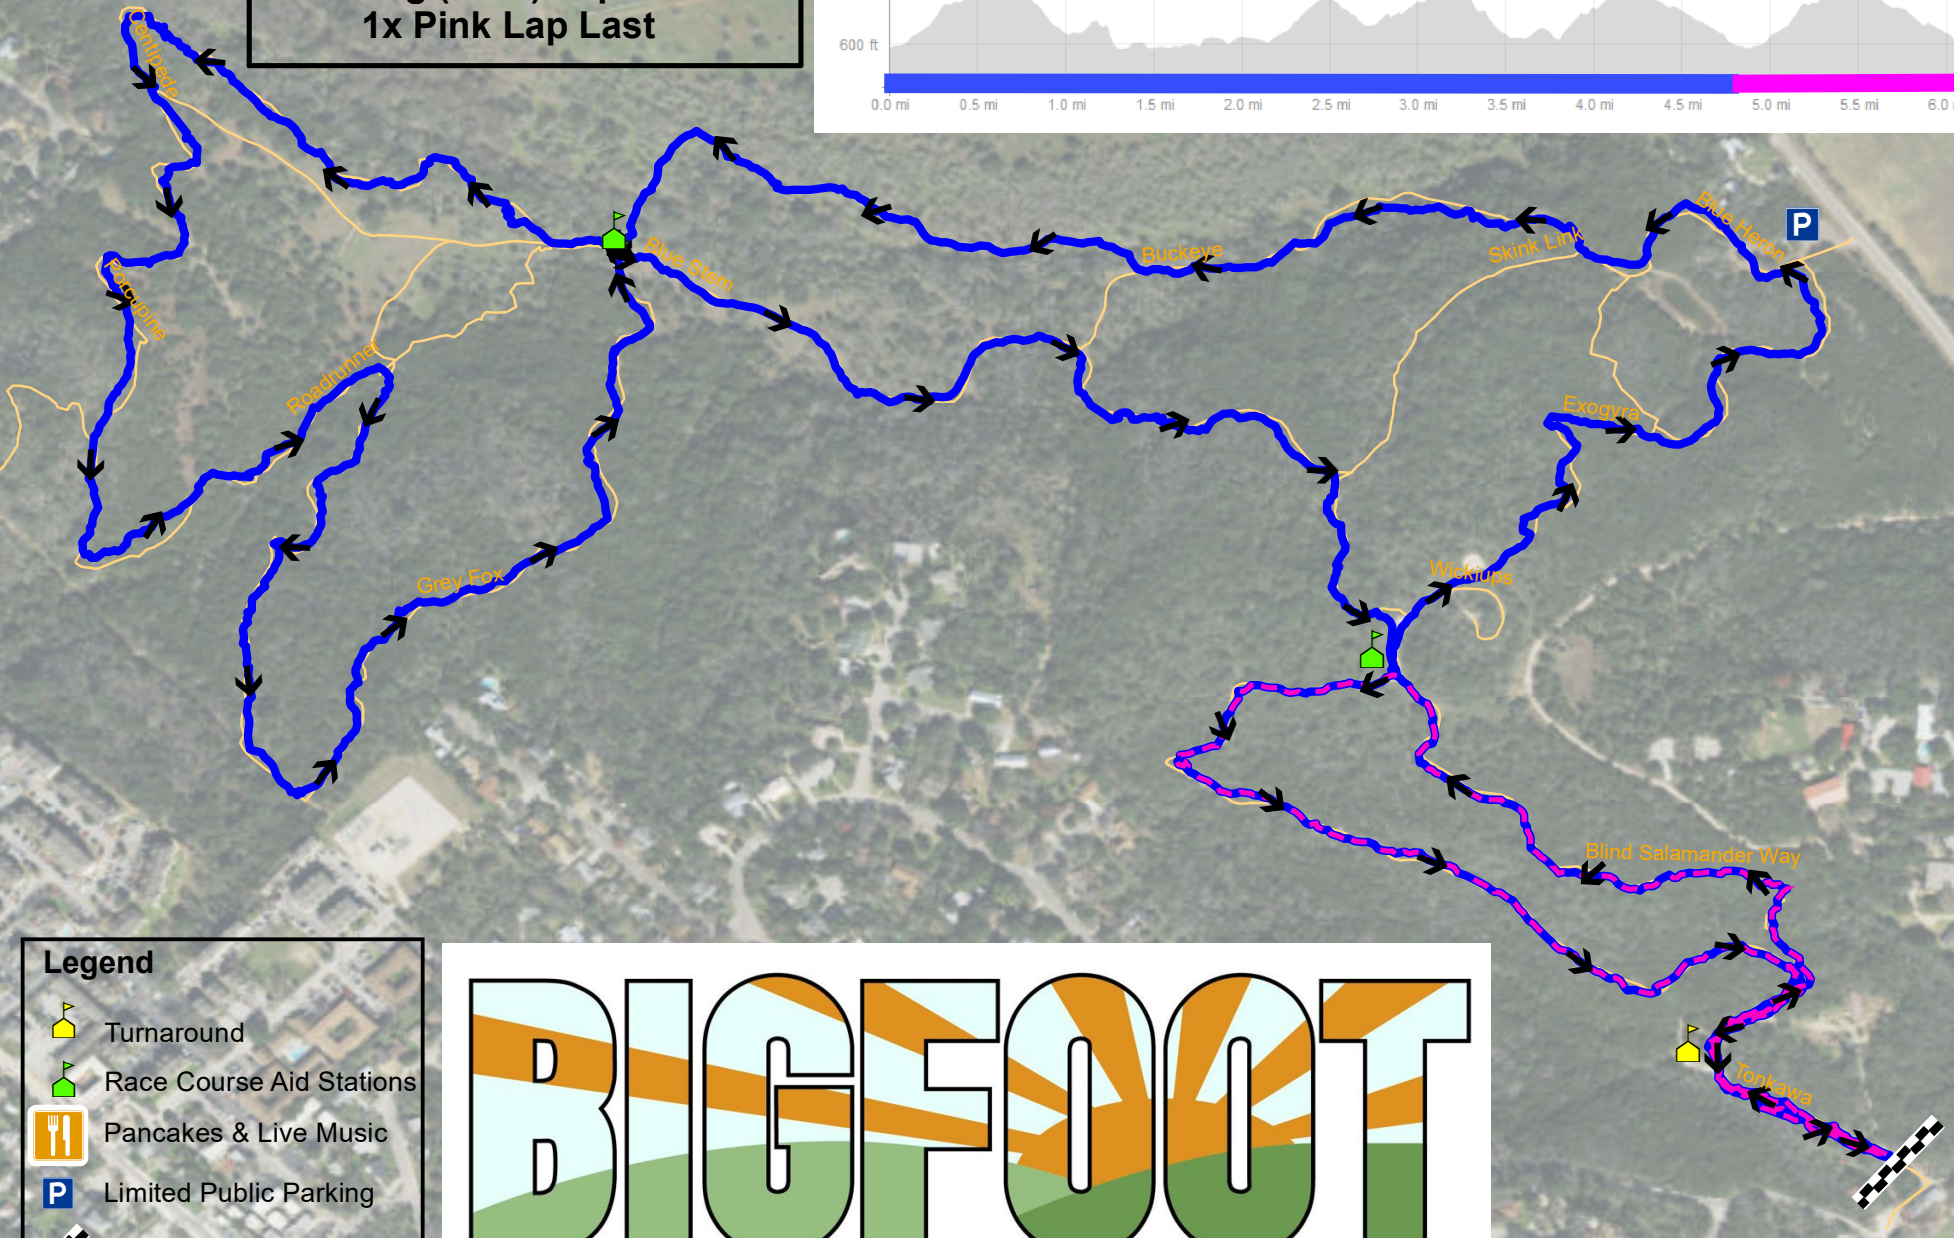 1x Pink Lap Last
600 ft
0.0 mi
0.5 mi
1.0 mi
1.5 mi
2.0 mi
2.5 mi
3.0 mi
3.5 mi
4.0 mi
4.5 mi
5.0 mi
5.5 mi
6.0
Centipede
Porcupine
Roadrunner
Grey Fox
Blue Stem
Buckeye
Skink Link
Blue Heron
P
Exogyra
Wickiups
Blind Salamander Way
Tonkawa
Legend
Turnaround
Race Course Aid Stations
Pancakes & Live Music
P Limited Public Parking
BIGFOOT